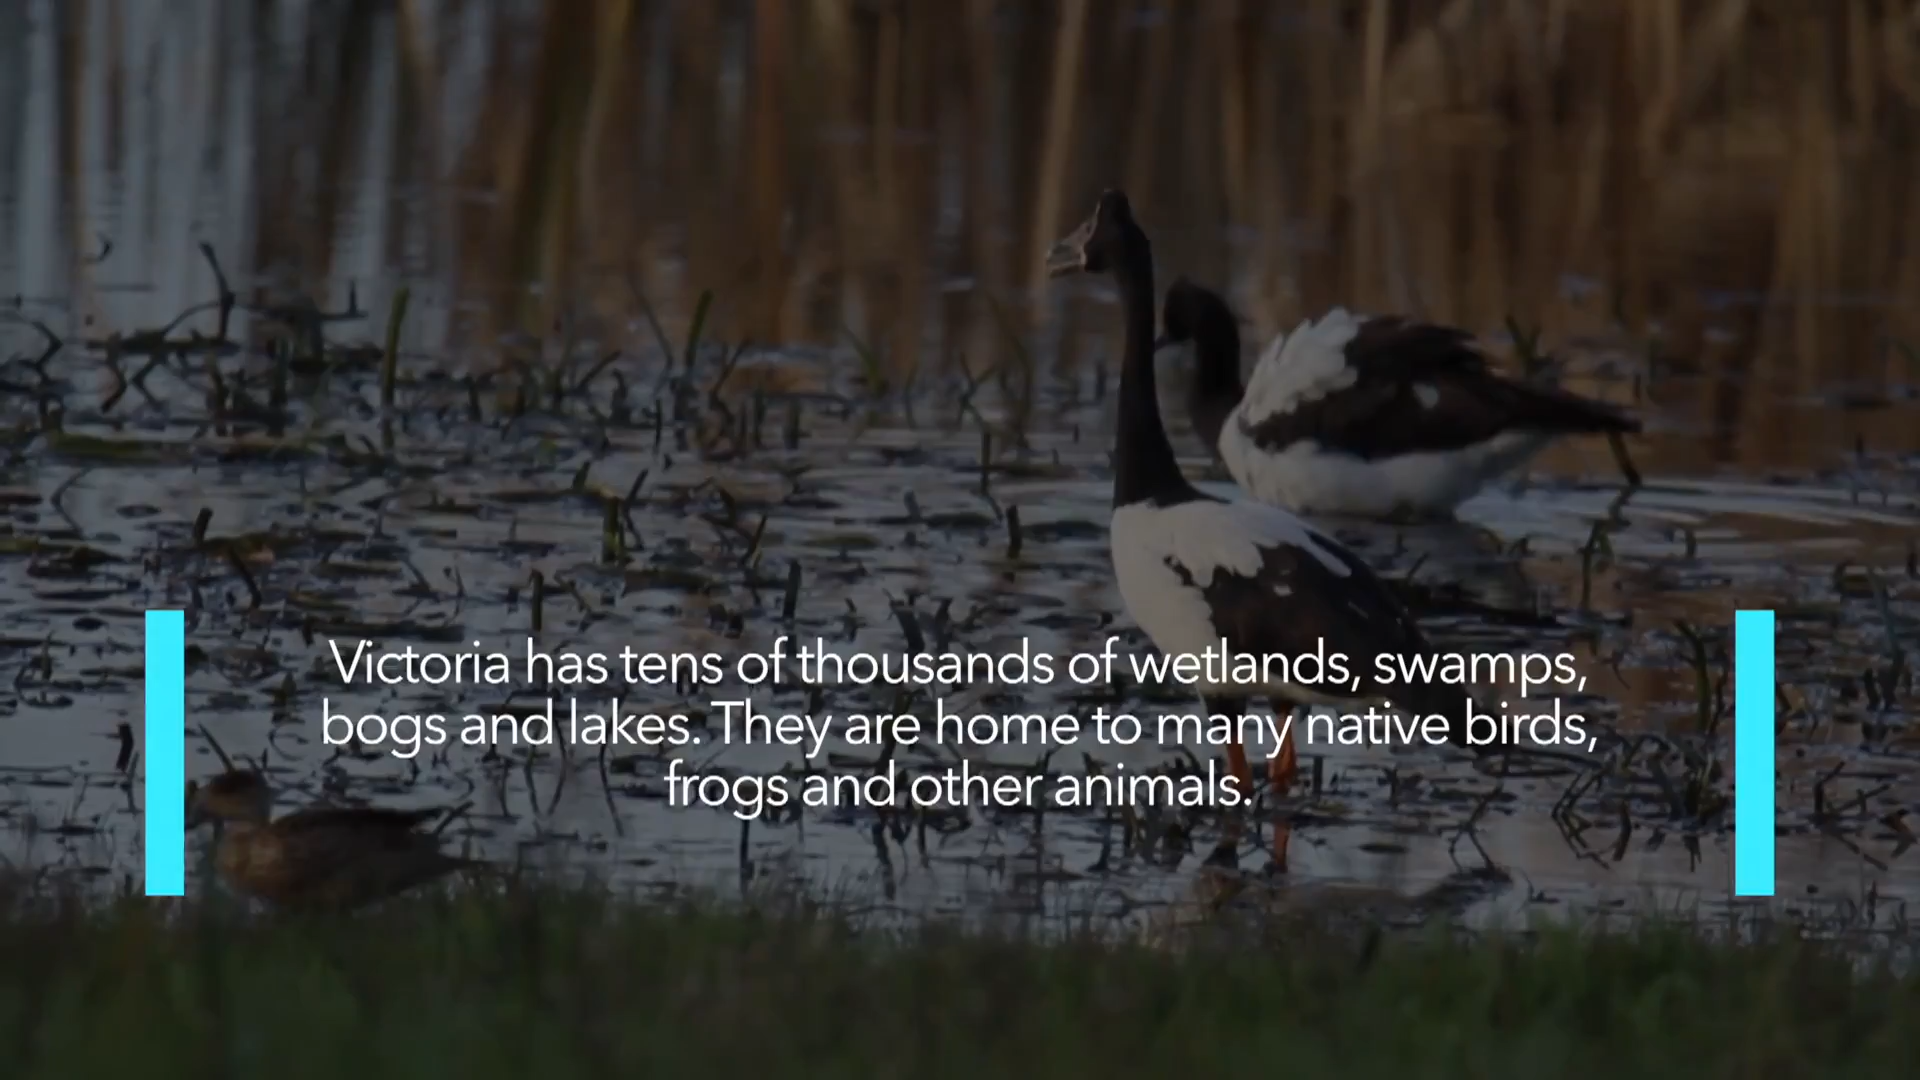 Victoria has tens of thousands of wetlands, swamps,
bogs and lakes. They are home to many native birds,
frogs and other animals.